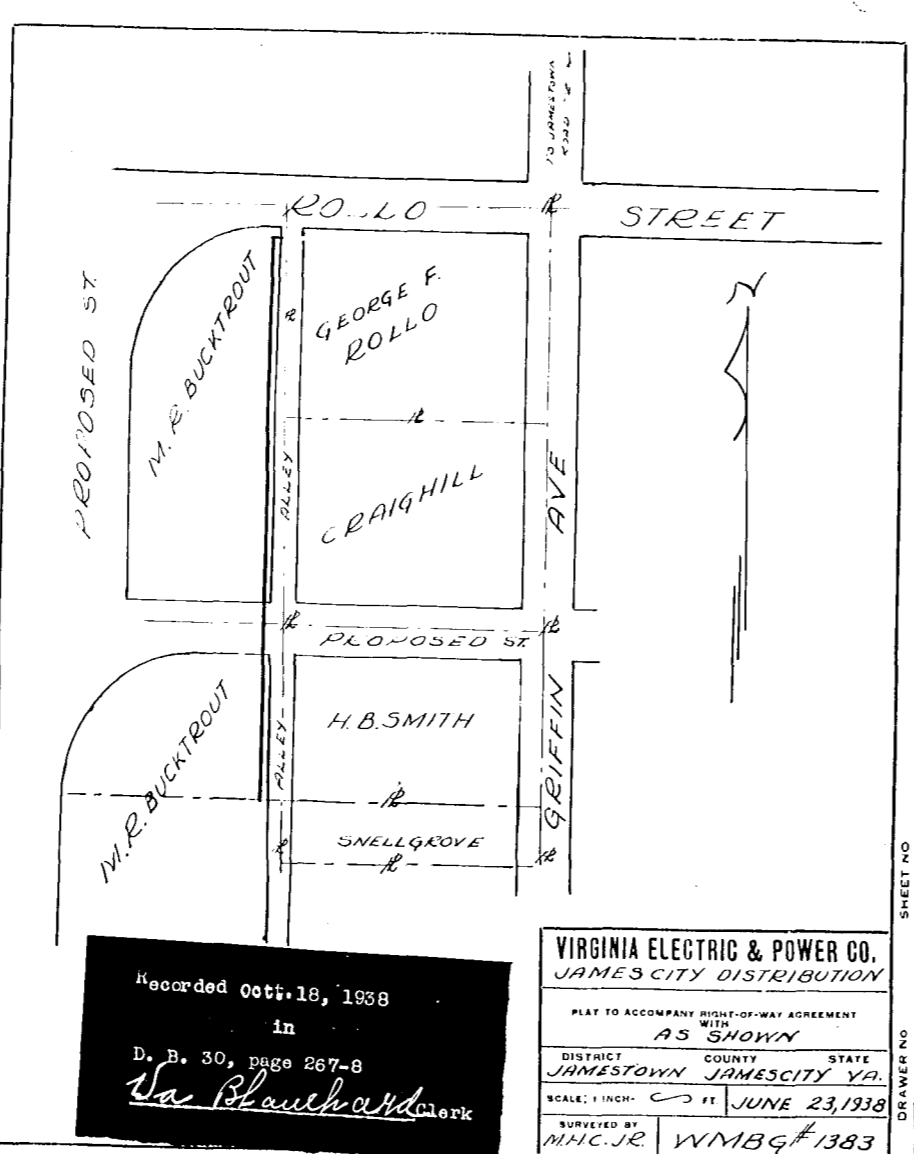 TO JAMESTOWN
ROAD
ROLLO STREET
PROPOSED ST.
M. R. BUCKTROUT
GEORGE F.
ROLLO
ALLEY
CRAIGHILL
GRIFFIN AVE
PROPOSED ST.
M. R. BUCKTROUT
ALLEY
H. B. SMITH
SNELLGROVE
Recorded Octt.18, 1938
in
D. B. 30, page 267-8
Clerk
VIRGINIA ELECTRIC & POWER CO.
JAMES CITY DISTRIBUTION
PLAT TO ACCOMPANY RIGHT-OF-WAY AGREEMENT
WITH
AS SHOWN
DISTRICT COUNTY STATE
JAMESTOWN JAMESCITY VA.
SCALE; 1 INCH- FT. JUNE 23, 1938
SURVEYED BY
M.H.C. JR. WMBG # 1383
SHEET NO
DRAWER NO